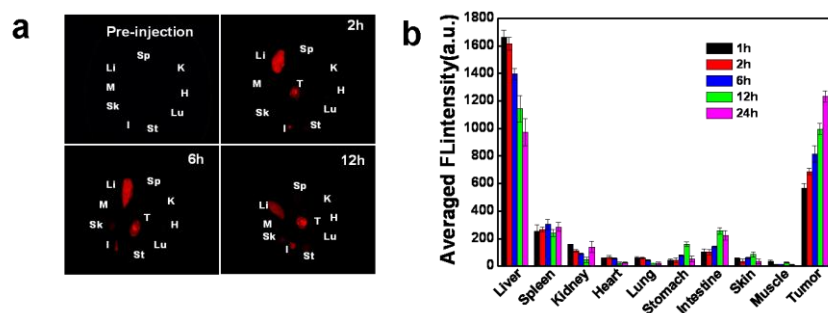 a
Pre-injection
Sp
Li
K
M
H
Sk
Lu
I
St
2h
Sp
Li
K
M
T
H
Sk
Lu
I
St
6h
Sp
Li
K
M
T
H
Sk
Lu
I
St
12h
Sp
Li
K
M
T
H
Sk
Lu
I
St
b
Averaged FLintensity(a.u.)
1800
1600
1400
1200
1000
800
600
400
200
0
1h
2h
6h
12h
24h
Liver
Spleen
Kidney
Heart
Lung
Stomach
Intestine
Skin
Muscle
Tumor